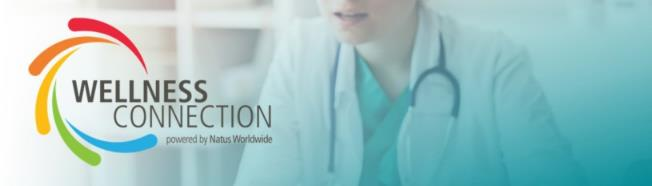 WELLNESS
CONNECTION
powered by Natus Worldwide